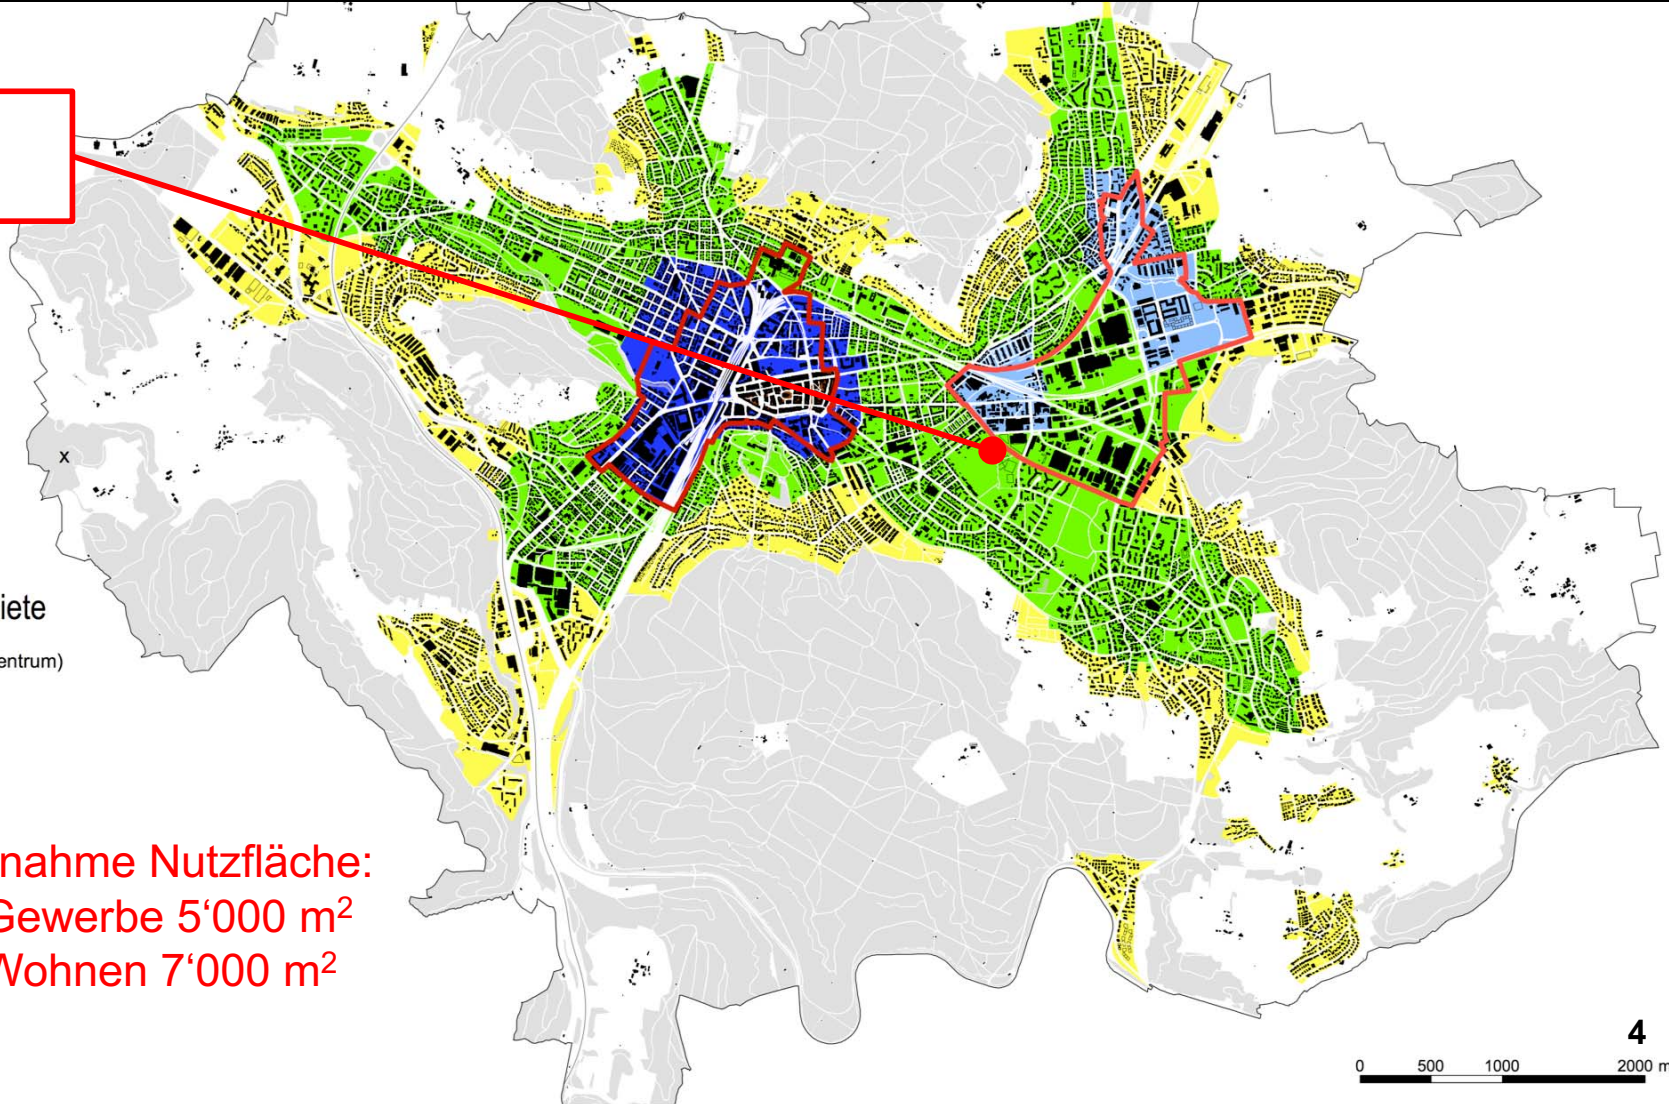 x
iete
entrum)
nahme Nutzfläche:
Gewerbe 5‘000 m²
Wohnen 7‘000 m²
4
0 500 1000 2000 m